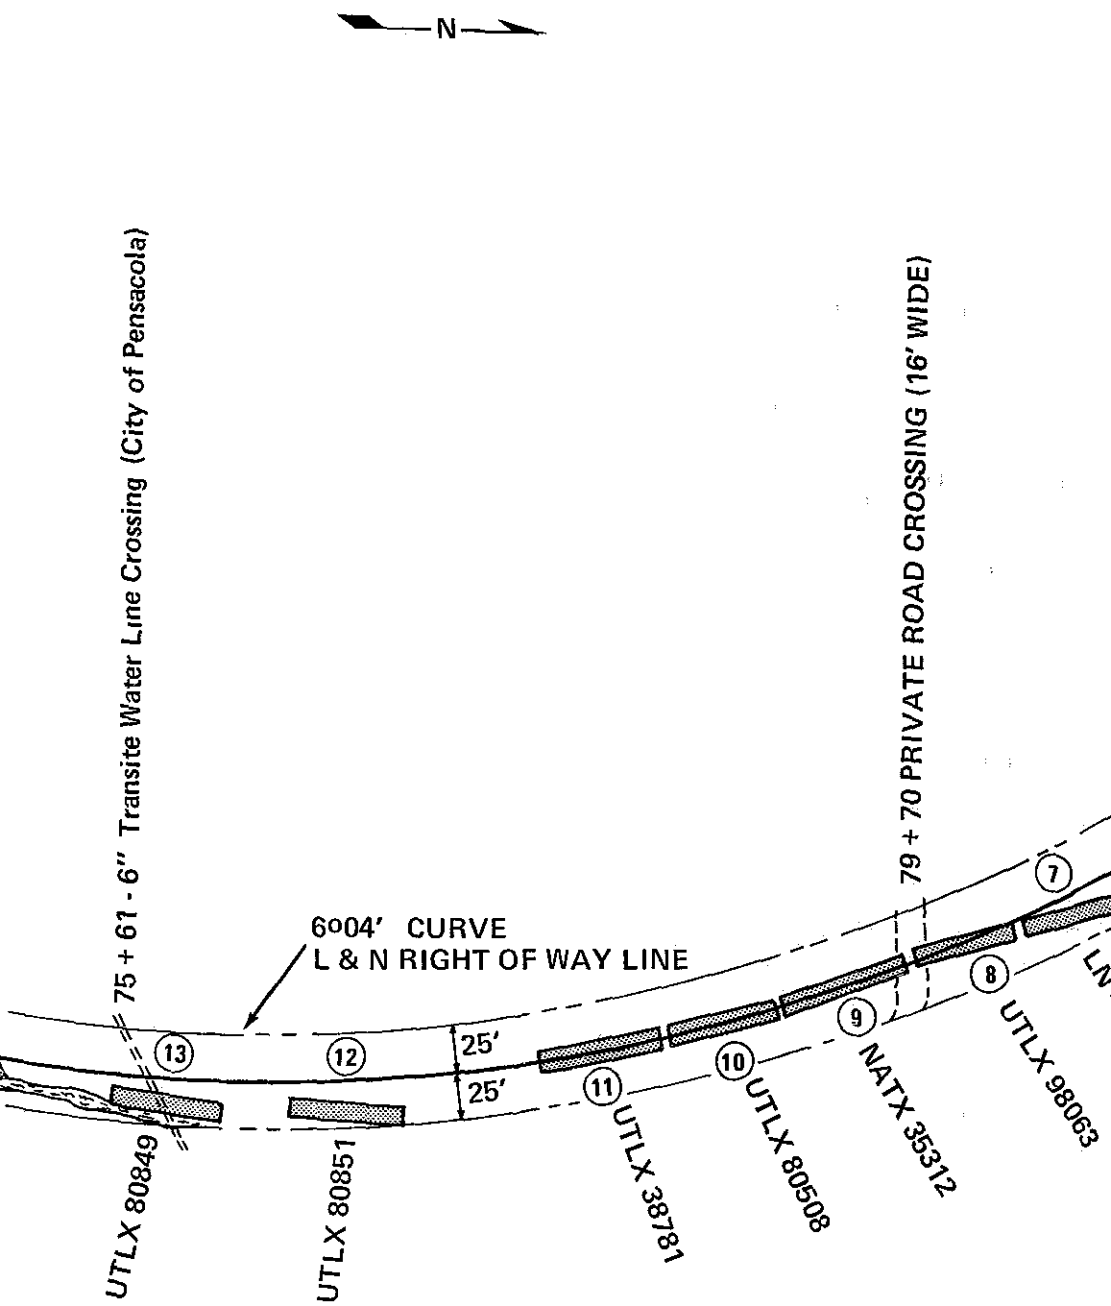 N
75 + 61 - 6" Transite Water Line Crossing (City of Pensacola)
79 + 70 PRIVATE ROAD CROSSING (16' WIDE)
6º04' CURVE
L & N RIGHT OF WAY LINE
25'
25'
13
12
11
10
9
8
7
UTLX 80849
UTLX 80851
UTLX 38781
UTLX 80508
NATX 35312
UTLX 98063
LN